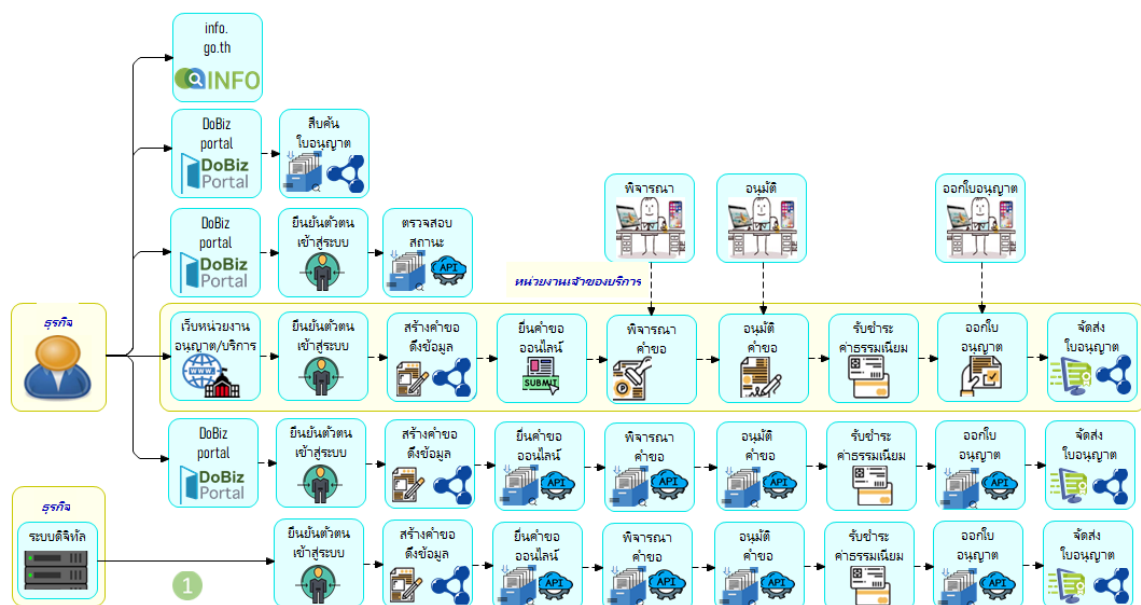 info.
go.th
INFO
DoBiz
portal
DoBiz
Portal
สืบค้น
ใบอนุญาต
DoBiz
portal
DoBiz
Portal
ยืนยันตัวตน
เข้าสู่ระบบ
ตรวจสอบ
สถานะ
API
พิจารณา
อนุมัติ
ออกใบอนุญาต
หน่วยงานเจ้าของบริการ
ธุรกิจ
เว็บหน่วยงาน
อนุญาต/บริการ
WWW
ยืนยันตัวตน
เข้าสู่ระบบ
สร้างคำขอ
ดึงข้อมูล
ยื่นคำขอ
ออนไลน์
SUBMIT
พิจารณา
คำขอ
อนุมัติ
คำขอ
รับชำระ
ค่าธรรมเนียม
ออกใบ
อนุญาต
จัดส่ง
ใบอนุญาต
DoBiz
portal
DoBiz
Portal
ยืนยันตัวตน
เข้าสู่ระบบ
สร้างคำขอ
ดึงข้อมูล
ยื่นคำขอ
ออนไลน์
API
พิจารณา
คำขอ
API
อนุมัติ
คำขอ
API
รับชำระ
ค่าธรรมเนียม
ออกใบ
อนุญาต
API
จัดส่ง
ใบอนุญาต
ธุรกิจ
ระบบดิจิทัล
1
ยืนยันตัวตน
เข้าสู่ระบบ
สร้างคำขอ
ดึงข้อมูล
ยื่นคำขอ
ออนไลน์
API
พิจารณา
คำขอ
API
อนุมัติ
คำขอ
API
รับชำระ
ค่าธรรมเนียม
ออกใบ
อนุญาต
API
จัดส่ง
ใบอนุญาต